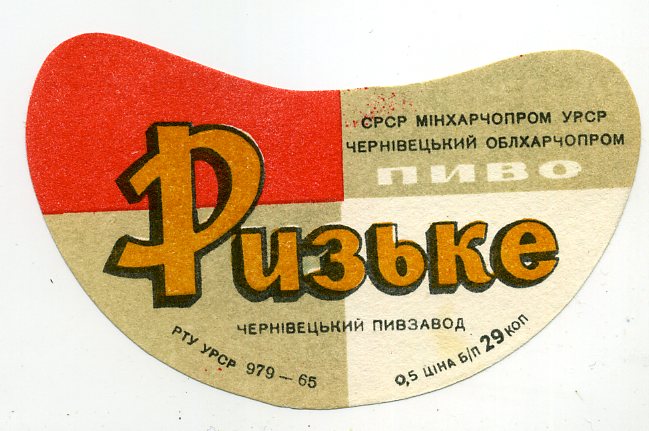 СРСР МІНХАРЧОПРОМ УРСР
ЧЕРНІВЕЦЬКИЙ ОБЛХАРЧОПРОМ
ПИВО
Ризьке
ЧЕРНІВЕЦЬКИЙ ПИВЗАВОД
РТУ УРСР 979 — 65
0,5 ЦІНА Б/П 29 КОП